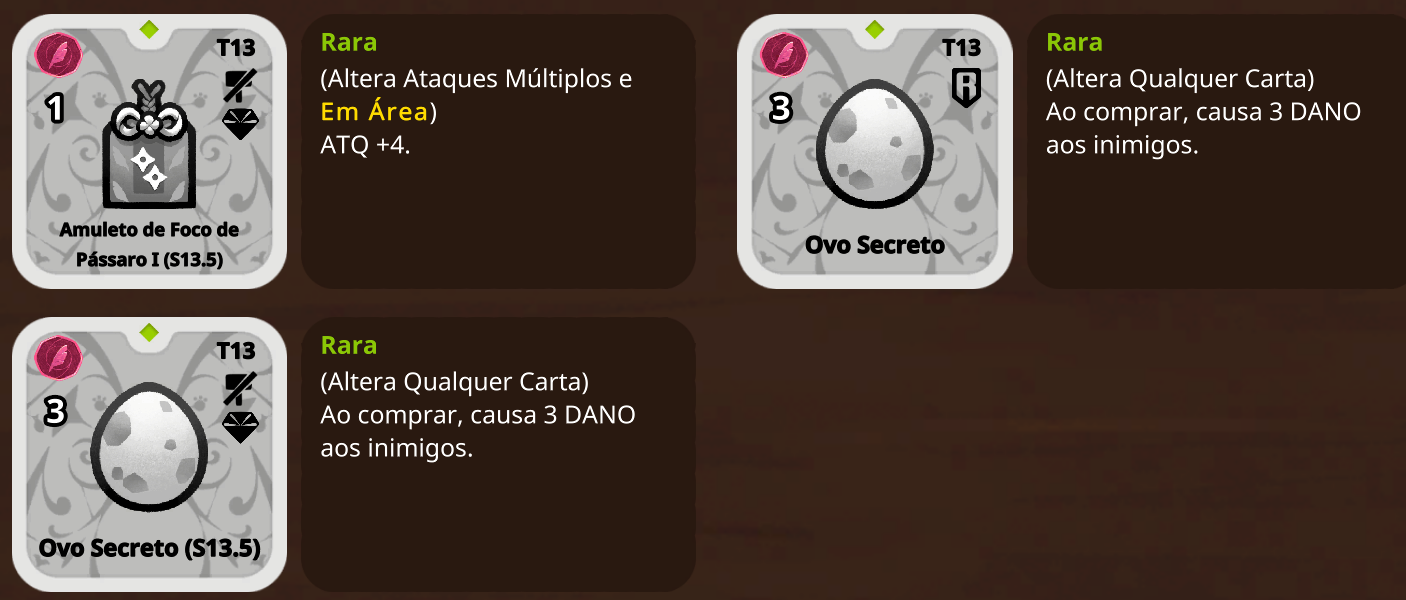 T13
1
Amuleto de Foco de
Pássaro I (S13.5)
Rara
(Altera Ataques Múltiplos e
Em Área)
ATQ +4.
T13
R
3
Ovo Secreto
Rara
(Altera Qualquer Carta)
Ao comprar, causa 3 DANO
aos inimigos.
T13
3
Ovo Secreto (S13.5)
Rara
(Altera Qualquer Carta)
Ao comprar, causa 3 DANO
aos inimigos.